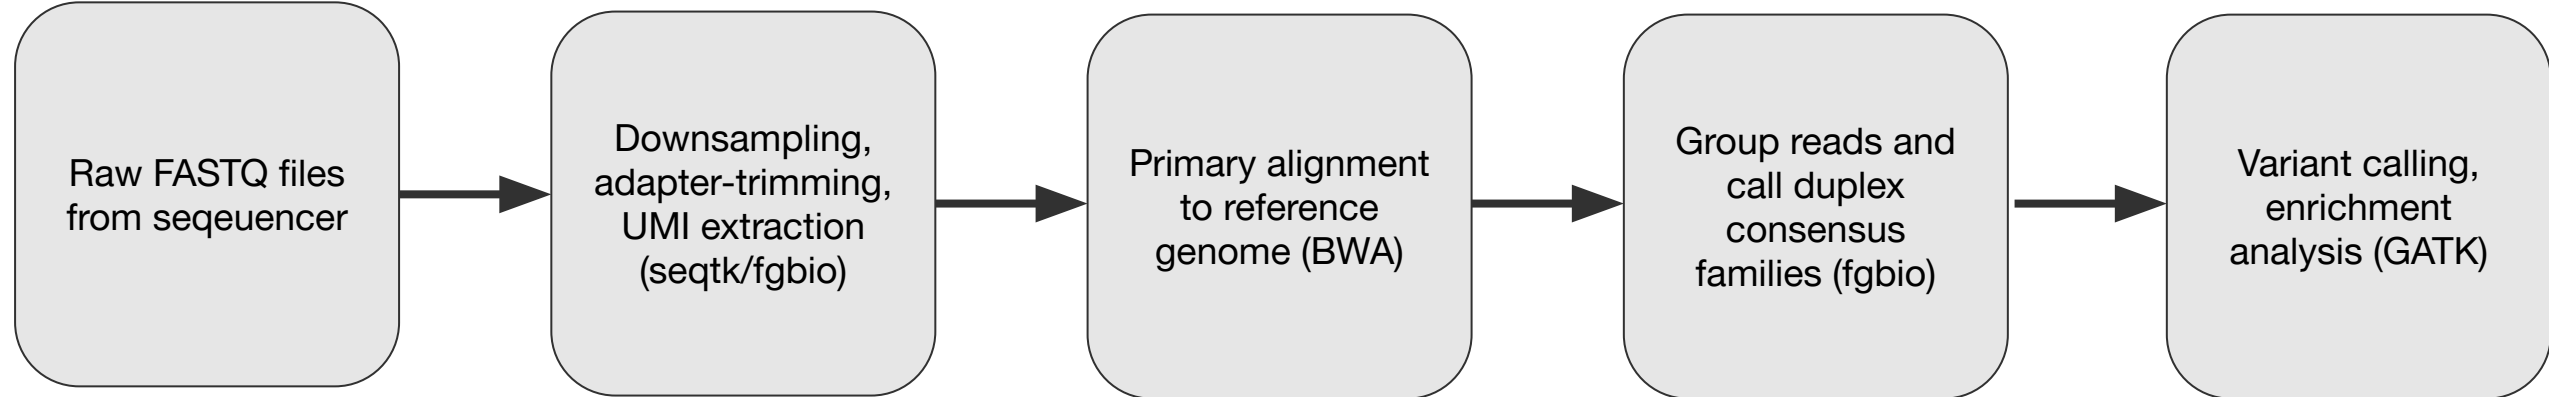 Raw FASTQ files
from seqeuencer
Downsampling,
adapter-trimming,
UMI extraction
(seqtk/fgbio)
Primary alignment
to reference
genome (BWA)
Group reads and
call duplex
consensus
families (fgbio)
Variant calling,
enrichment
analysis (GATK)